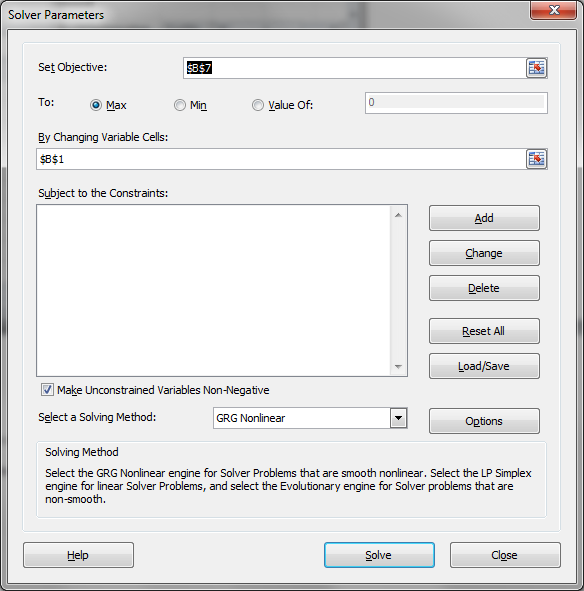 Solver Parameters
Set Objective: $B$7
To: Max Min Value Of: 0
By Changing Variable Cells:
$B$1
Subject to the Constraints:
Add
Change
Delete
Reset All
Load/Save
Make Unconstrained Variables Non-Negative
Select a Solving Method: GRG Nonlinear Options
Solving Method
Select the GRG Nonlinear engine for Solver Problems that are smooth nonlinear. Select the LP Simplex
engine for linear Solver Problems, and select the Evolutionary engine for Solver problems that are
non-smooth.
Help Solve Close